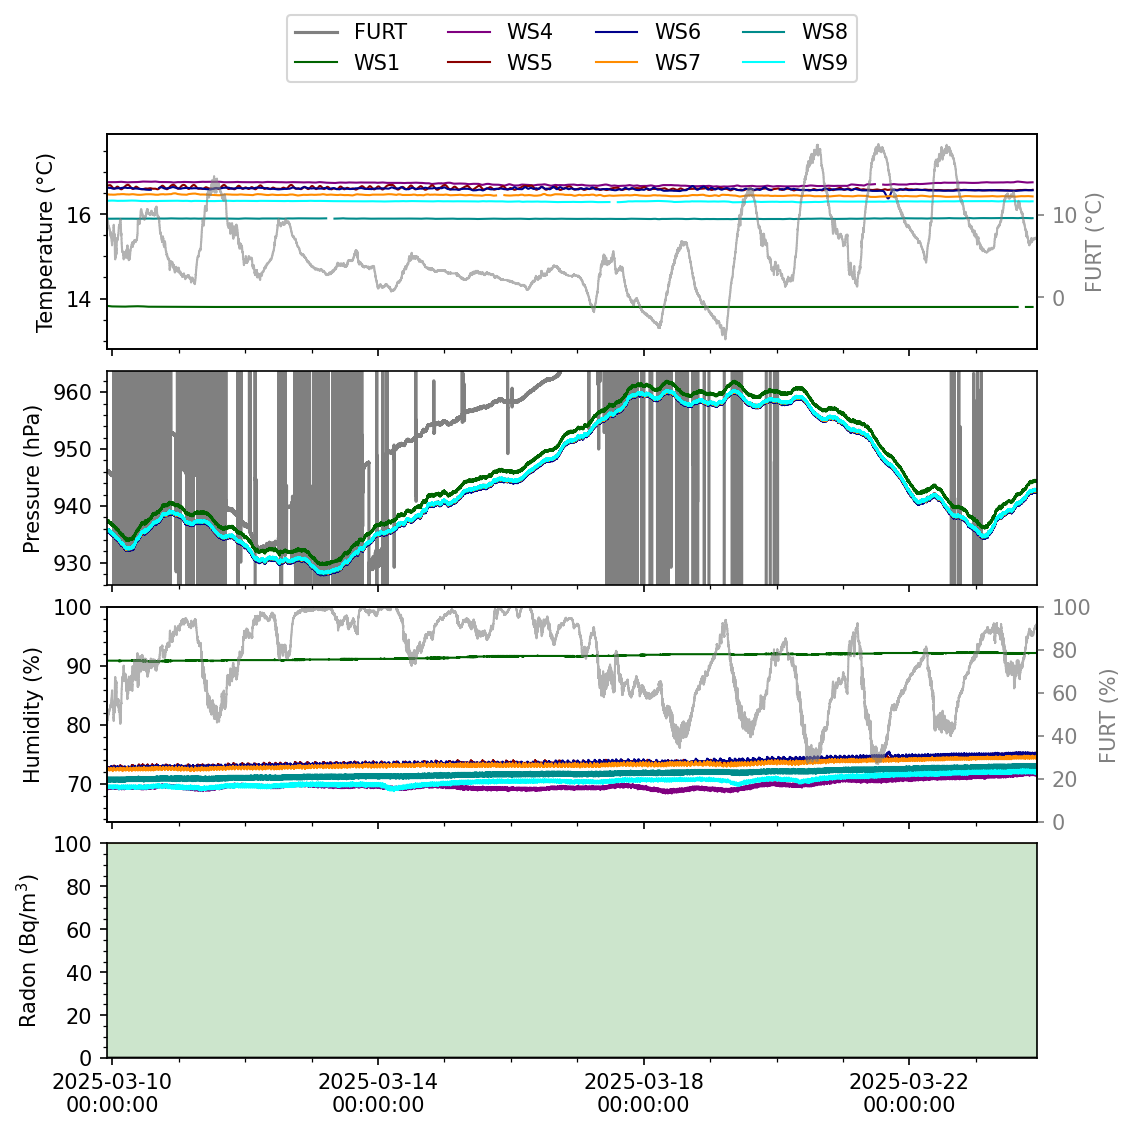 FURT WS4 WS6 WS8
WS1 WS5 WS7 WS9
Temperature (°C)
16
14
10
0
FURT (°C)
Pressure (hPa)
960
950
940
930
Humidity (%)
100
90
80
70
100
80
60
40
20
0
FURT (%)
Radon (Bq/m³)
100
80
60
40
20
0
2025-03-10 2025-03-14 2025-03-18 2025-03-22
00:00:00 00:00:00 00:00:00 00:00:00